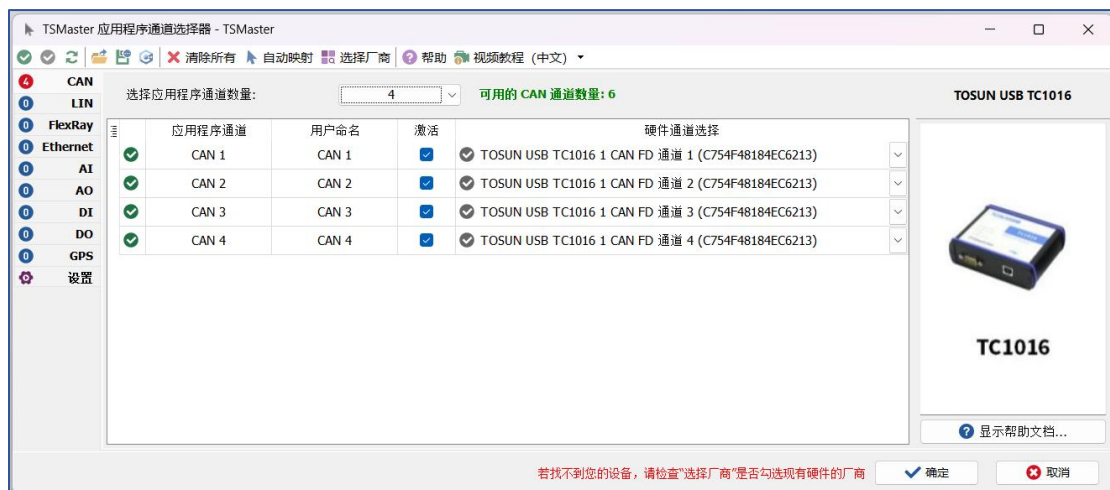 TSMaster 应用程序通道选择器 - TSMaster
清除所有 自动映射 选择厂商 帮助 视频教程 (中文)
4 CAN
0 LIN
0 FlexRay
0 Ethernet
0 AI
0 AO
0 DI
0 DO
0 GPS
设置
选择应用程序通道数量: 4 可用的 CAN 通道数量: 6
应用程序通道 用户命名 激活 硬件通道选择
CAN 1 CAN 1 TOSUN USB TC1016 1 CAN FD 通道 1 (C754F48184EC6213)
CAN 2 CAN 2 TOSUN USB TC1016 1 CAN FD 通道 2 (C754F48184EC6213)
CAN 3 CAN 3 TOSUN USB TC1016 1 CAN FD 通道 3 (C754F48184EC6213)
CAN 4 CAN 4 TOSUN USB TC1016 1 CAN FD 通道 4 (C754F48184EC6213)
TOSUN USB TC1016
TC1016
显示帮助文档...
若找不到您的设备，请检查"选择厂商"是否勾选现有硬件的厂商 确定 取消